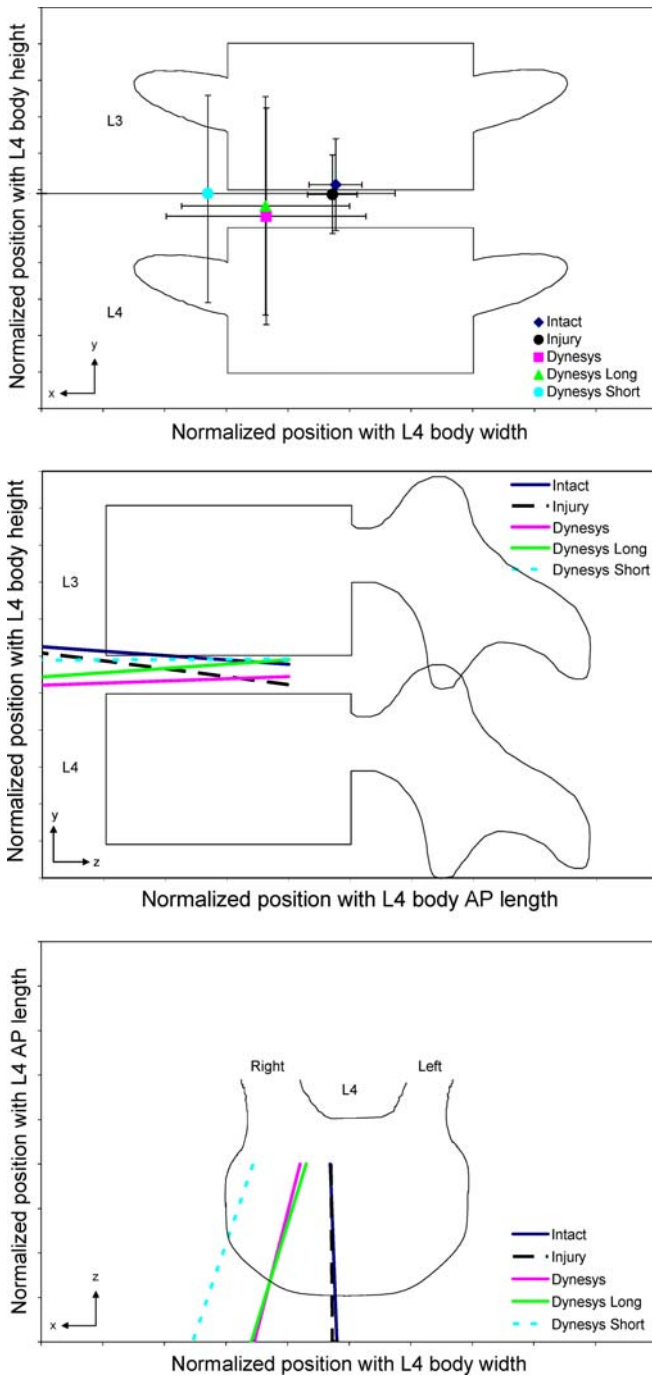 Normalized position with L4 body height
L3
L4
y
x
Intact
Injury
Dynesys
Dynesys Long
Dynesys Short
Normalized position with L4 body width
Normalized position with L4 body height
L3
L4
y
z
Intact
Injury
Dynesys
Dynesys Long
Dynesys Short
Normalized position with L4 body AP length
Normalized position with L4 AP length
Right
L4
Left
z
x
Intact
Injury
Dynesys
Dynesys Long
Dynesys Short
Normalized position with L4 body width